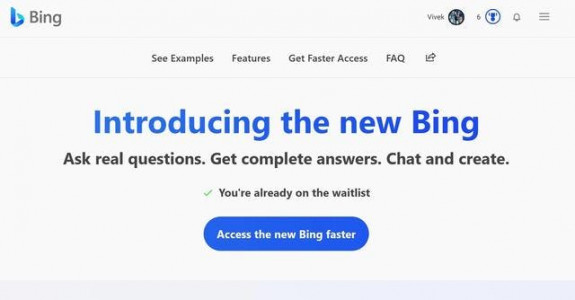 Bing
Vivek 6
See Examples Features Get Faster Access FAQ
Introducing the new Bing
Ask real questions. Get complete answers. Chat and create.
You're already on the waitlist
Access the new Bing faster